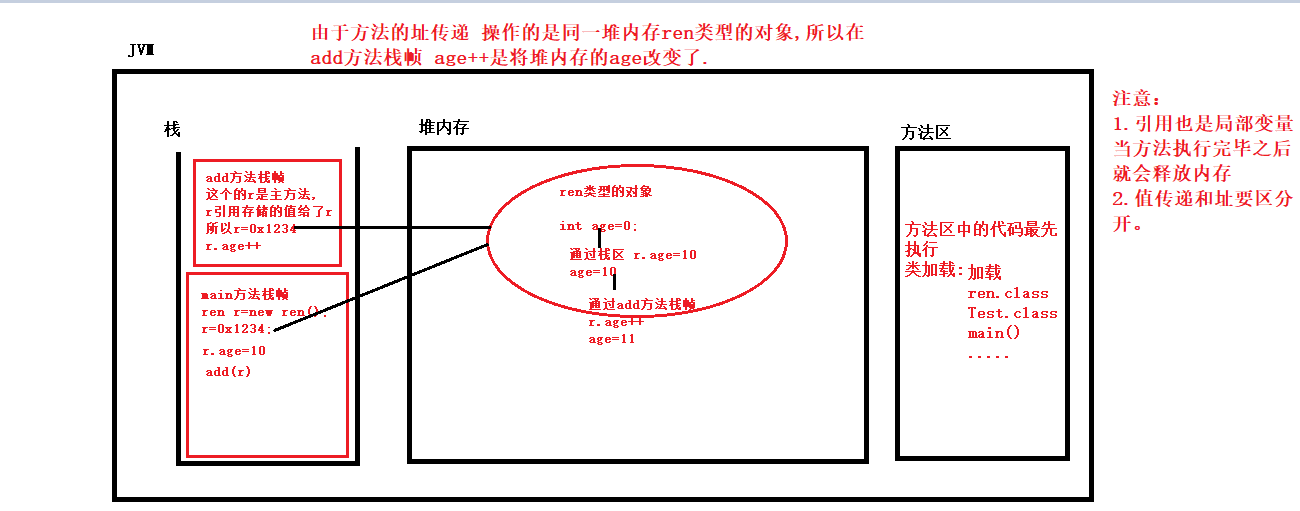 由于方法的址传递 操作的是同一堆内存ren类型的对象,所以在
add方法栈帧 age++是将堆内存的age改变了.
JVM
注意:
1.引用也是局部变量
当方法执行完毕之后
就会释放内存
2.值传递和址要区分
开。
栈
add方法栈帧
这个的r是主方法,
r引用存储的值给了r
所以r=0x1234
r.age++
main方法栈帧
ren r=new ren();
r=0x1234;
r.age=10
add(r)
堆内存
ren类型的对象
int age=0;
通过栈区 r.age=10
age=10
通过add方法栈帧
r.age++
age=11
方法区
方法区中的代码最先
执行
类加载:加载
ren.class
Test.class
main()
.....